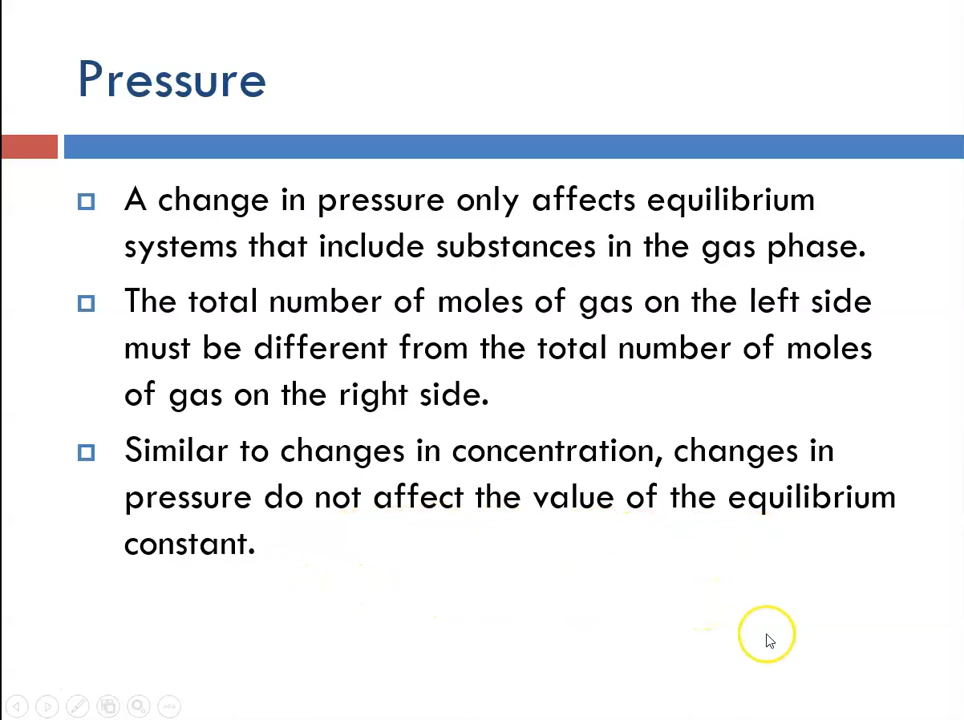 Pressure
A change in pressure only affects equilibrium
systems that include substances in the gas phase.
The total number of moles of gas on the left side
must be different from the total number of moles
of gas on the right side.
Similar to changes in concentration, changes in
pressure do not affect the value of the equilibrium
constant.